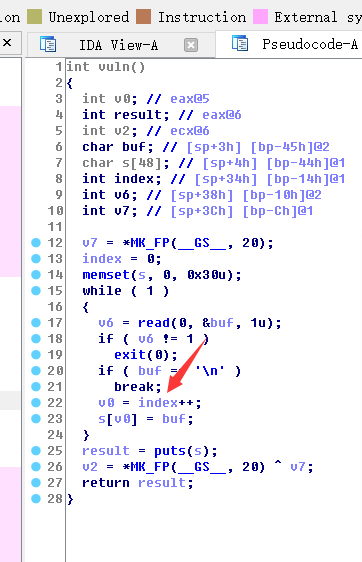 on Unexplored Instruction External sy
IDA View-A Pseudocode-A
1 int vuln()
2 {
3 int v0; // eax@5
4 int result; // eax@6
5 int v2; // ecx@6
6 char buf; // [sp+3h] [bp-45h]@2
7 char s[48]; // [sp+4h] [bp-44h]@1
8 int index; // [sp+34h] [bp-14h]@1
9 int v6; // [sp+38h] [bp-10h]@2
10 int v7; // [sp+3Ch] [bp-Ch]@1
11
12 v7 = *MK_FP(__GS__, 20);
13 index = 0;
14 memset(s, 0, 0x30u);
15 while ( 1 )
16 {
17 v6 = read(0, &buf, 1u);
18 if ( v6 != 1 )
19 exit(0);
20 if ( buf == '\n' )
21 break;
22 v0 = index++;
23 s[v0] = buf;
24 }
25 result = puts(s);
26 v2 = *MK_FP(__GS__, 20) ^ v7;
27 return result;
28 }